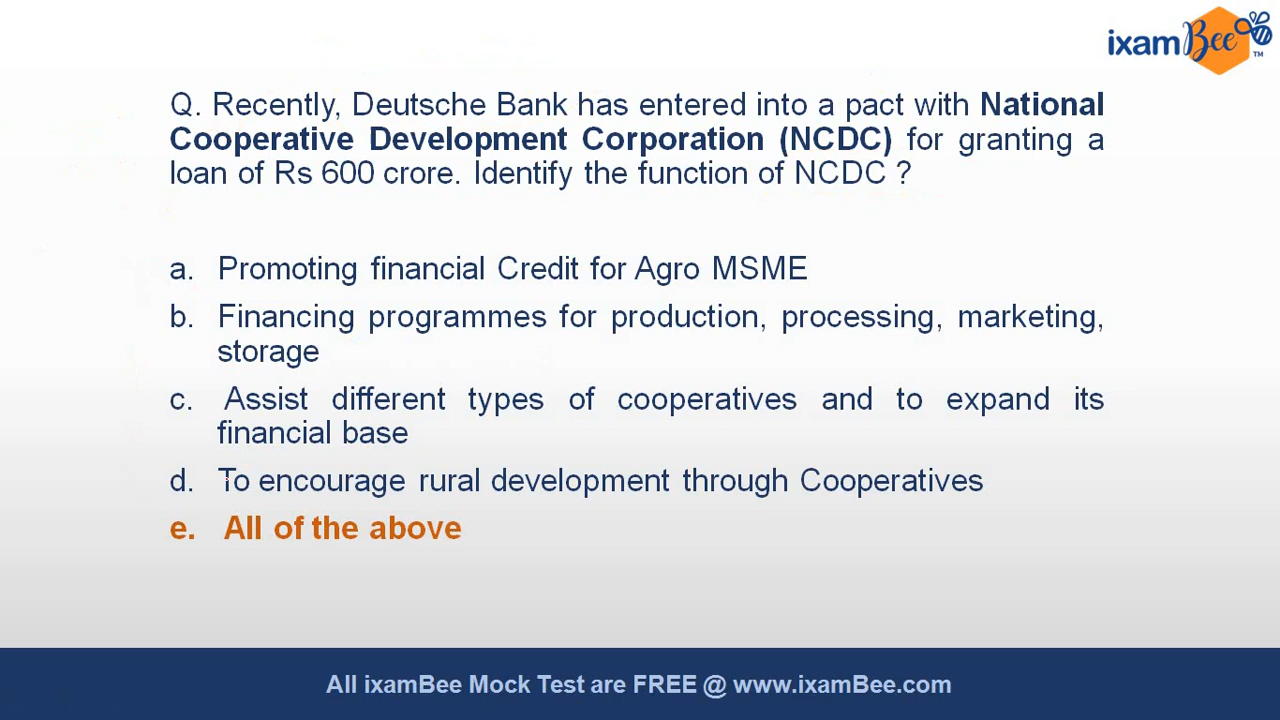 ixamBee™
Q. Recently, Deutsche Bank has entered into a pact with National
Cooperative Development Corporation (NCDC) for granting a
loan of Rs 600 crore. Identify the function of NCDC ?
a. Promoting financial Credit for Agro MSME
b. Financing programmes for production, processing, marketing,
storage
c. Assist different types of cooperatives and to expand its
financial base
d. To encourage rural development through Cooperatives
e. All of the above
All ixamBee Mock Test are FREE @ www.ixamBee.com